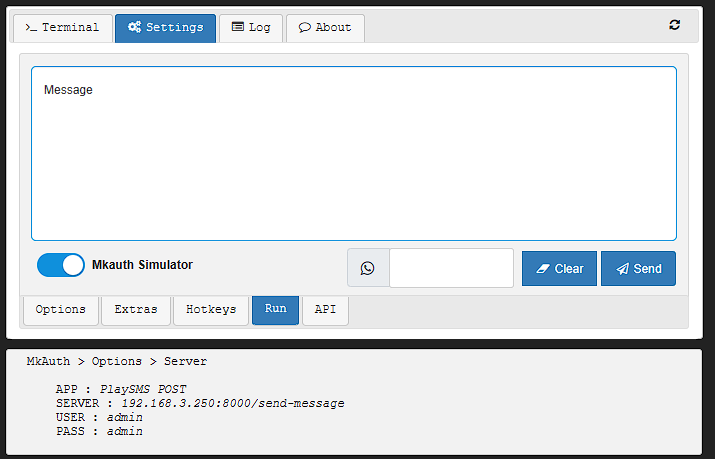 >_ Terminal Settings Log About
Message
Mkauth Simulator Clear Send
Options Extras Hotkeys Run API
MkAuth > Options > Server
APP : PlaySMS POST
SERVER : 192.168.3.250:8000/send-message
USER : admin
PASS : admin